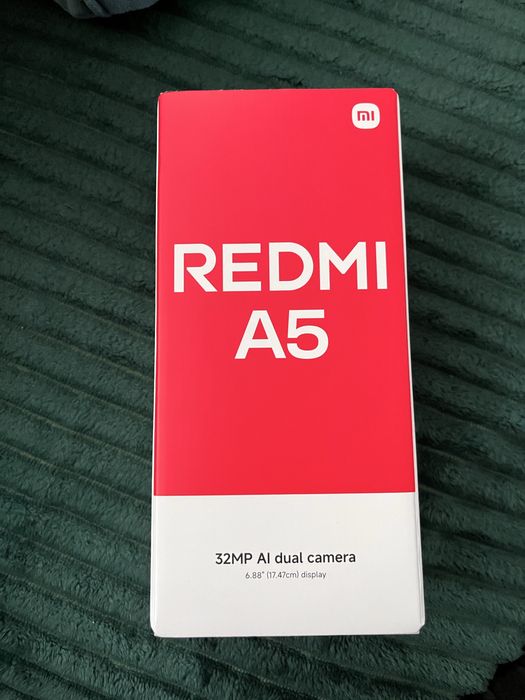 mi
REDMI
A5
32MP AI dual camera
6.88" (17.47cm) display